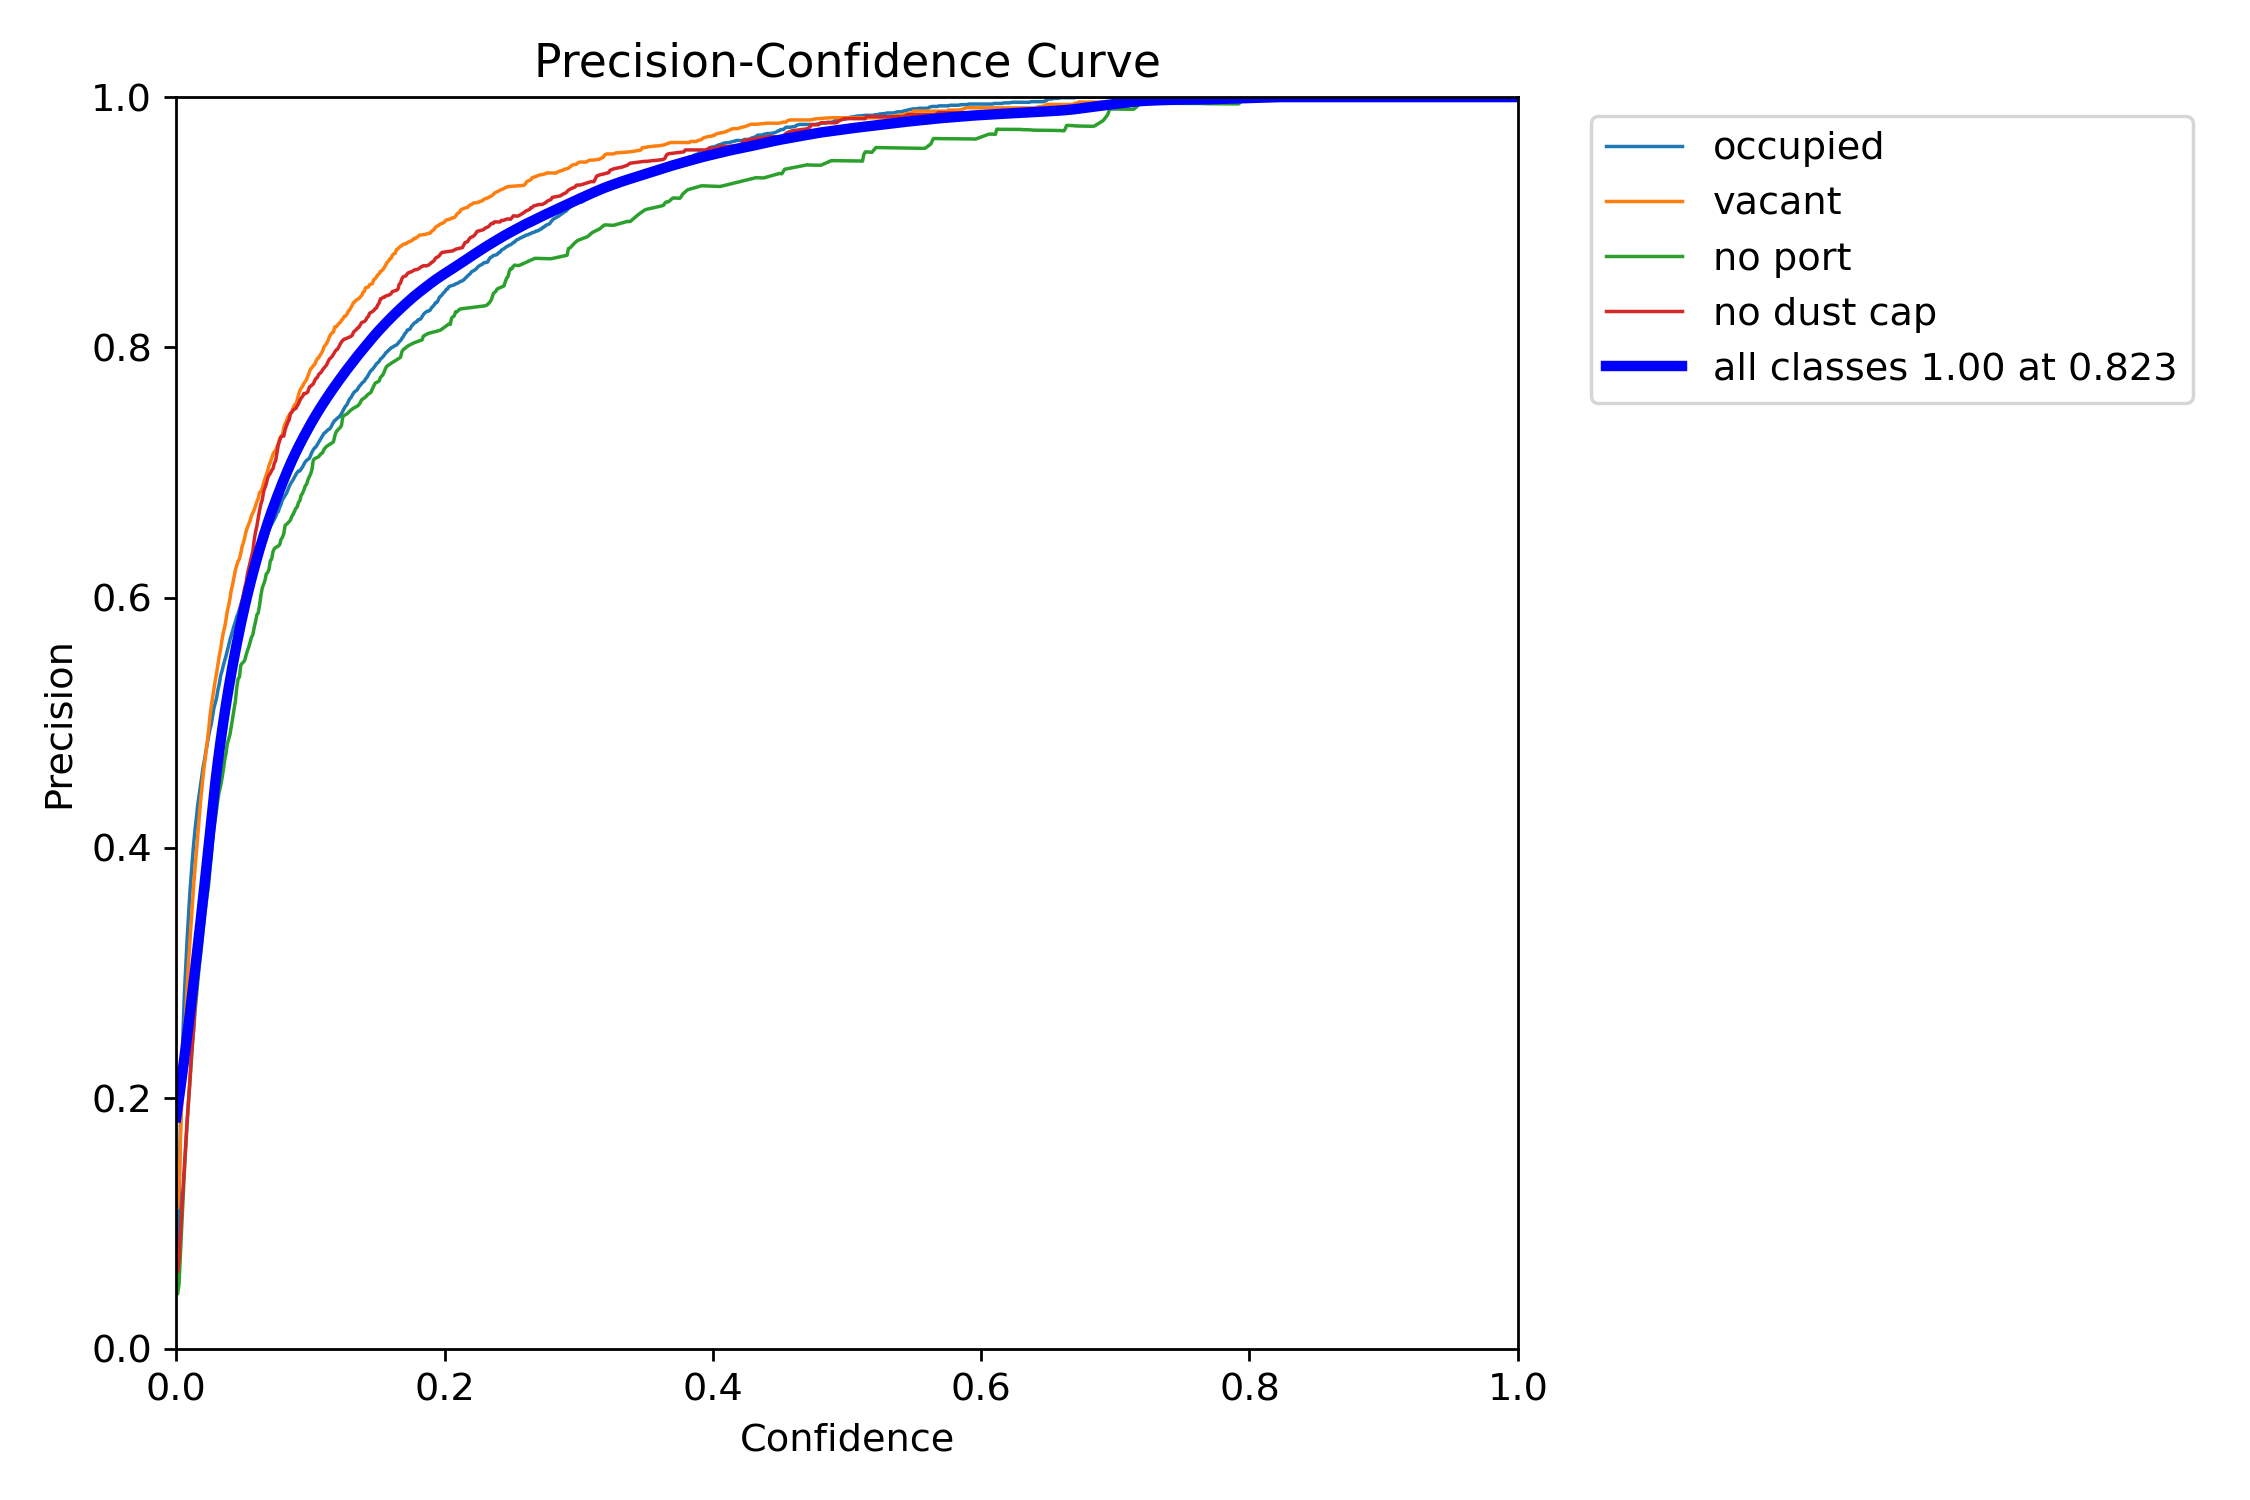 Precision-Confidence Curve
1.0
0.8
0.6
0.4
0.2
0.0
Precision
0.0 0.2 0.4 0.6 0.8 1.0
Confidence
occupied
vacant
no port
no dust cap
all classes 1.00 at 0.823